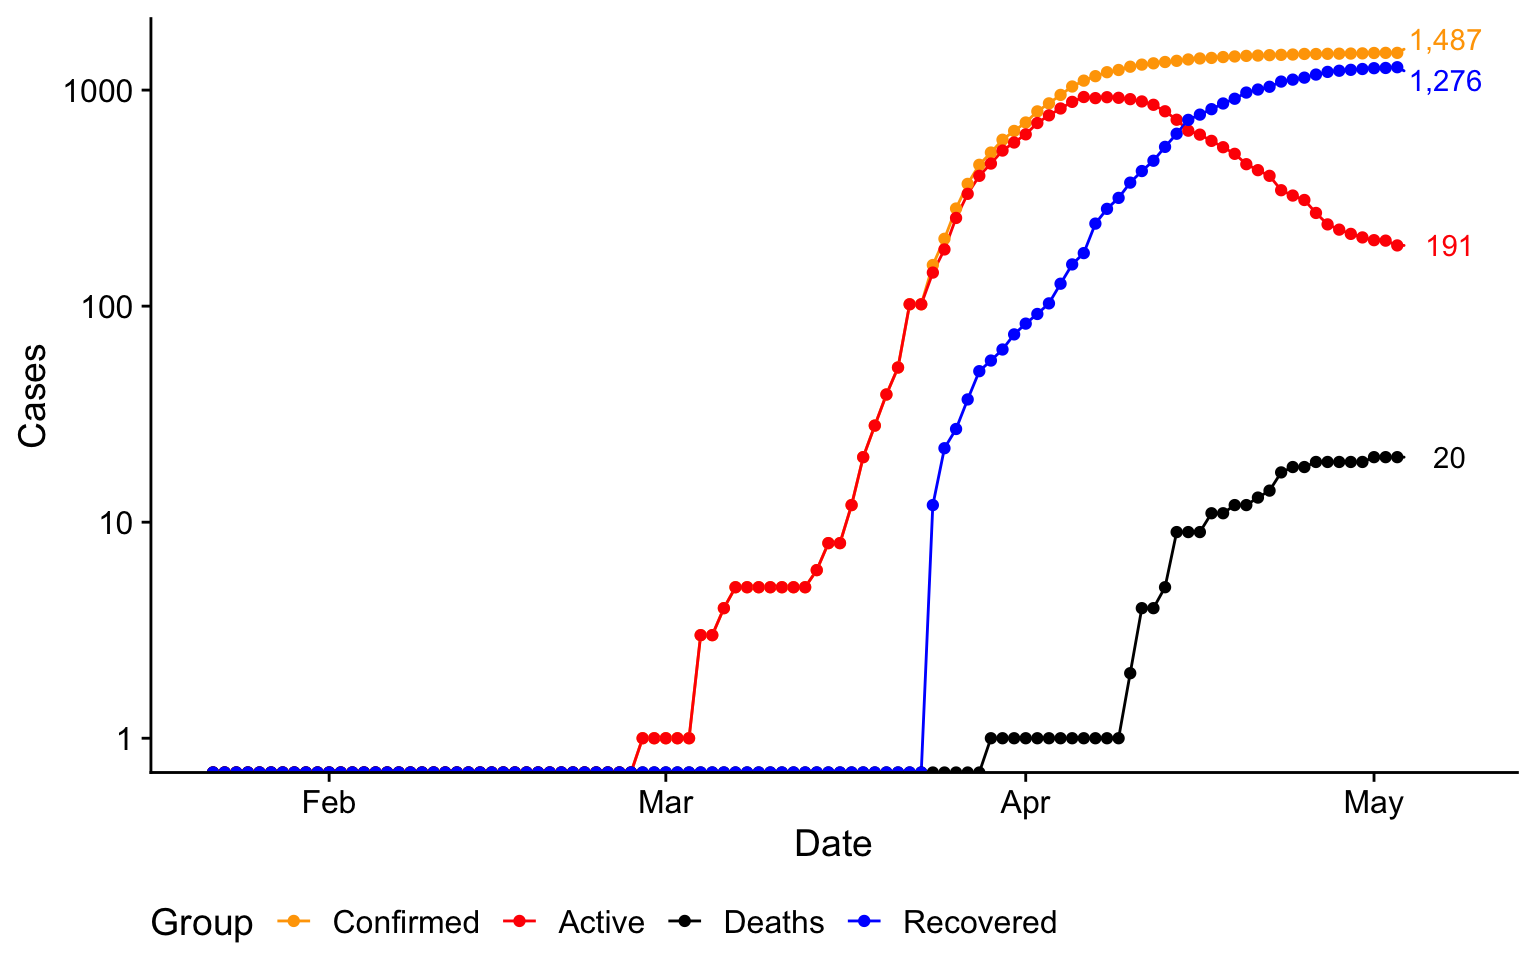 1,487
1,276
191
20
1000
100
10
1
Cases
Feb Mar Apr May
Date
Group Confirmed Active Deaths Recovered